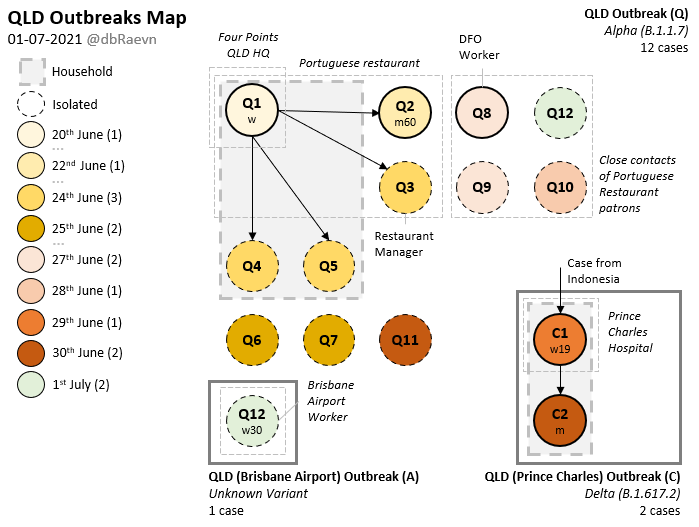 QLD Outbreaks Map
01-07-2021 @dbRaevn
Household
Isolated
20th June (1)
...
22nd June (1)
...
24th June (3)
25th June (2)
...
27th June (2)
28th June (1)
29th June (1)
30th June (2)
1st July (2)
Four Points
QLD HQ
Portuguese restaurant
DFO
Worker
QLD Outbreak (Q)
Alpha (B.1.1.7)
12 cases
Q1
w
Q2
m60
Q8
Q12
Q3
Q9
Q10
Close contacts
of Portuguese
Restaurant
patrons
Restaurant
Manager
Q4
Q5
Q6
Q7
Q11
Case from
Indonesia
C1
w19
Prince
Charles
Hospital
C2
m
Q12
w30
Brisbane
Airport
Worker
QLD (Brisbane Airport) Outbreak (A)
Unknown Variant
1 case
QLD (Prince Charles) Outbreak (C)
Delta (B.1.617.2)
2 cases